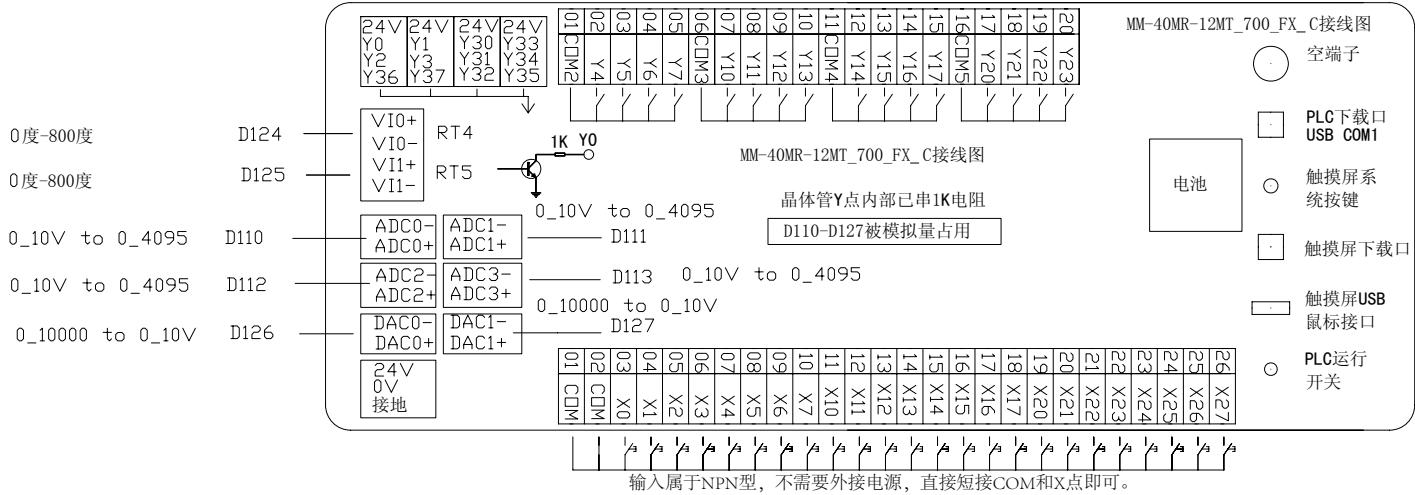 MM-40MR-12MT_700_FX_C接线图
24V 24V 24V 24V
Y0 Y1 Y30 Y33
Y2 Y3 Y31 Y34
Y36 Y37 Y32 Y35
01 02 03 04 05 06 07 08 09 10 11 12 13 14 15 16 17 18 19 20
COM2 Y4 Y5 Y6 Y7 COM3 Y10 Y11 Y12 Y13 COM4 Y14 Y15 Y16 Y17 COM5 Y20 Y21 Y22 Y23
空端子
PLC下载口
USB COM1
触摸屏系
统按键
触摸屏下载口
触摸屏USB
鼠标接口
PLC运行
开关
电池
0度-800度 D124 VI0+ RT4
VI0-
0度-800度 D125 VI1+ RT5
VI1-
1K Y0
MM-40MR-12MT_700_FX_C接线图
晶体管Y点内部已串1K电阻
D110-D127被模拟量占用
0_10V to 0_4095
0_10V to 0_4095 D110 ADC0- ADC1- D111
ADC0+ ADC1+
0_10V to 0_4095 D112 ADC2- ADC3- D113 0_10V to 0_4095
ADC2+ ADC3+
0_10000 to 0_10V
0_10000 to 0_10V D126 DAC0- DAC1- D127
DAC0+ DAC1+
24V
0V
接地
01 02 03 04 05 06 07 08 09 10 11 12 13 14 15 16 17 18 19 20 21 22 23 24 25 26
COM COM X0 X1 X2 X3 X4 X5 X6 X7 X10 X11 X12 X13 X14 X15 X16 X17 X20 X21 X22 X23 X24 X25 X26 X27
输入属于NPN型，不需要外接电源，直接短接COM和X点即可。